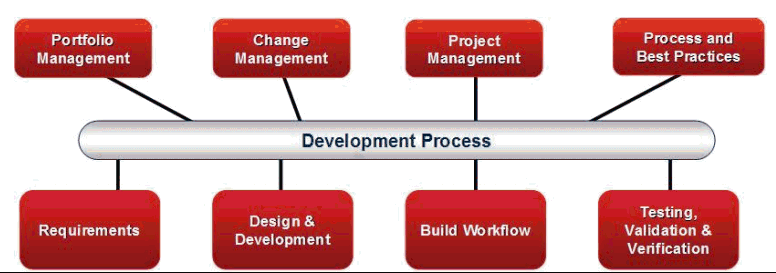 Portfolio
Management
Change
Management
Project
Management
Process and
Best Practices
Development Process
Requirements
Design &
Development
Build Workflow
Testing,
Validation &
Verification